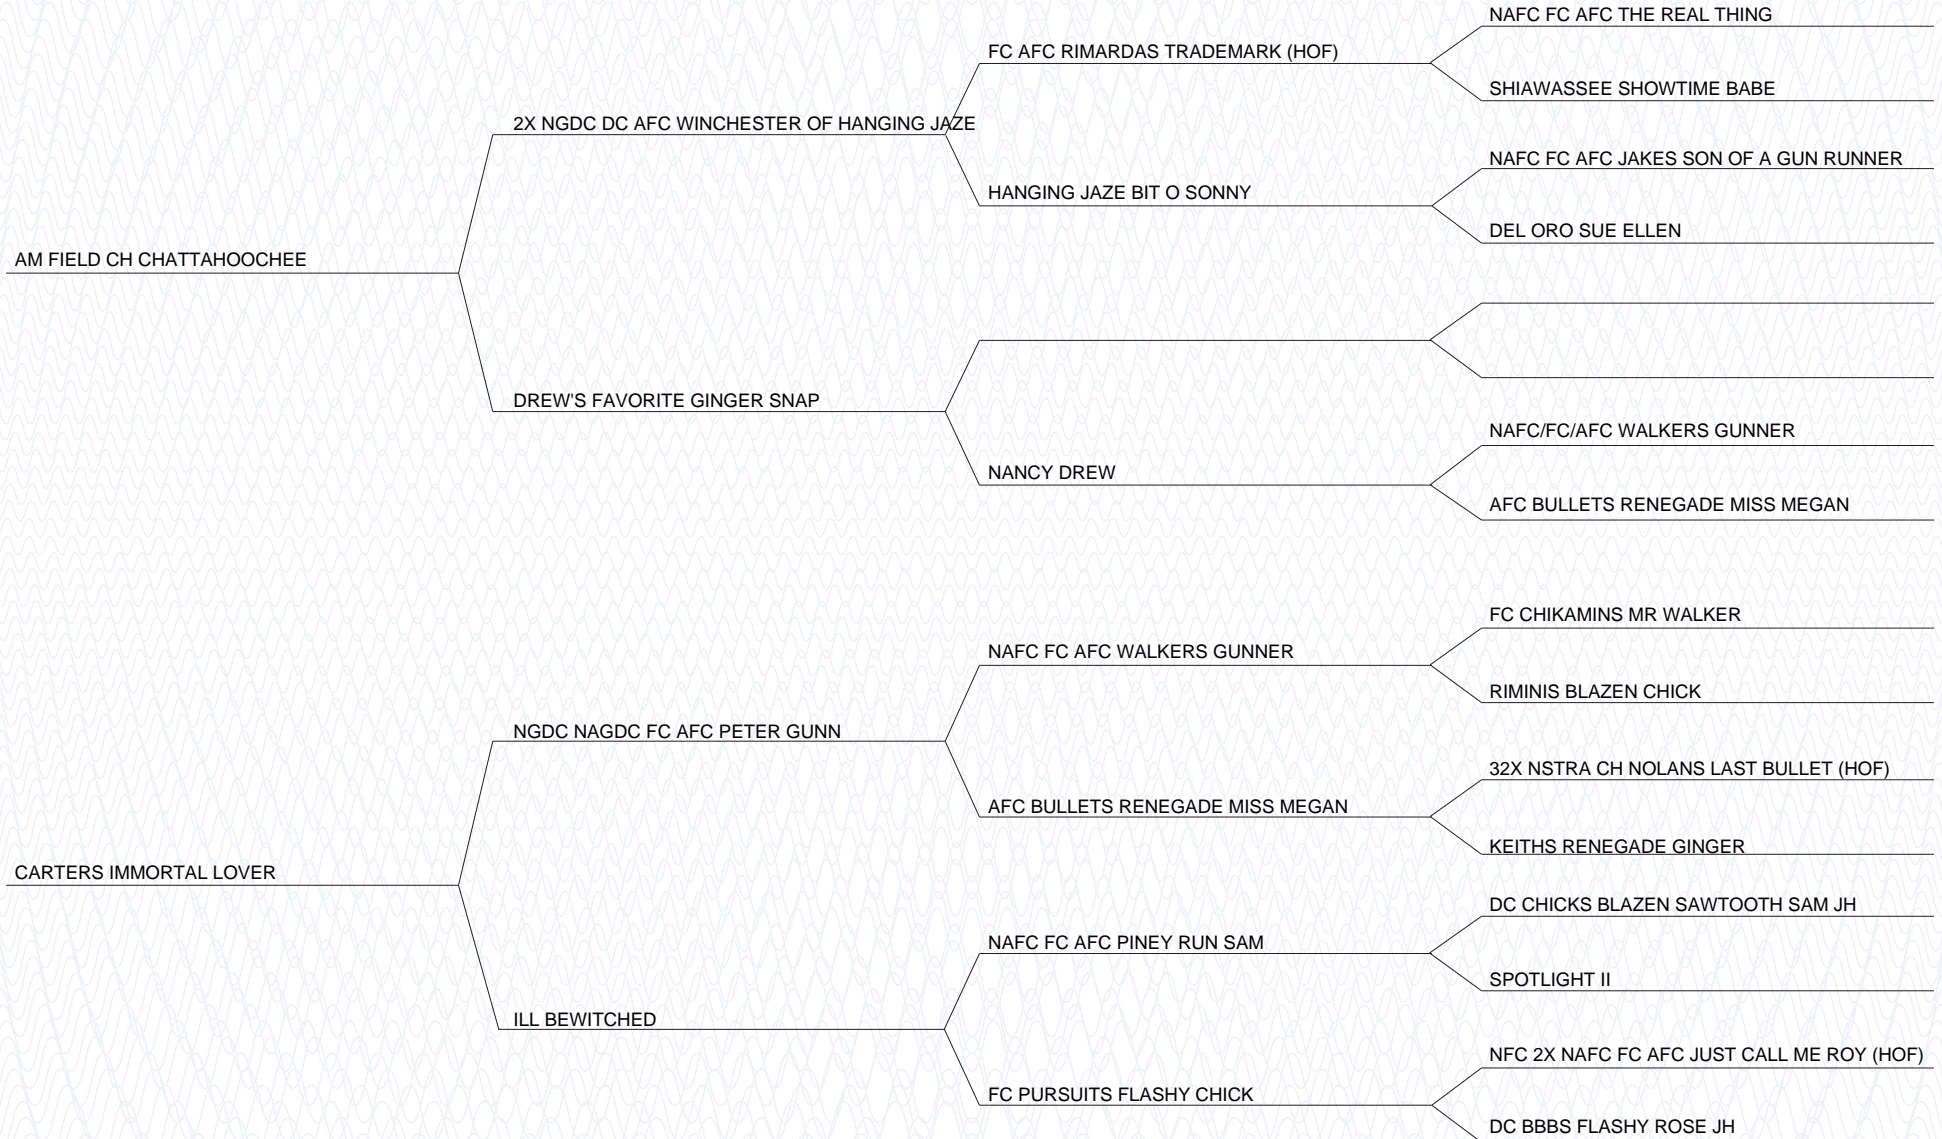 NAFC FC AFC THE REAL THING
FC AFC RIMARDAS TRADEMARK (HOF)
SHIAWASSEE SHOWTIME BABE
2X NGDC DC AFC WINCHESTER OF HANGING JAZE
NAFC FC AFC JAKES SON OF A GUN RUNNER
HANGING JAZE BIT O SONNY
DEL ORO SUE ELLEN
AM FIELD CH CHATTAHOOCHEE
DREW'S FAVORITE GINGER SNAP
NAFC/FC/AFC WALKERS GUNNER
NANCY DREW
AFC BULLETS RENEGADE MISS MEGAN
FC CHIKAMINS MR WALKER
NAFC FC AFC WALKERS GUNNER
RIMINIS BLAZEN CHICK
NGDC NAGDC FC AFC PETER GUNN
32X NSTRA CH NOLANS LAST BULLET (HOF)
AFC BULLETS RENEGADE MISS MEGAN
KEITHS RENEGADE GINGER
CARTERS IMMORTAL LOVER
DC CHICKS BLAZEN SAWTOOTH SAM JH
NAFC FC AFC PINEY RUN SAM
SPOTLIGHT II
ILL BEWITCHED
NFC 2X NAFC FC AFC JUST CALL ME ROY (HOF)
FC PURSUITS FLASHY CHICK
DC BBBS FLASHY ROSE JH